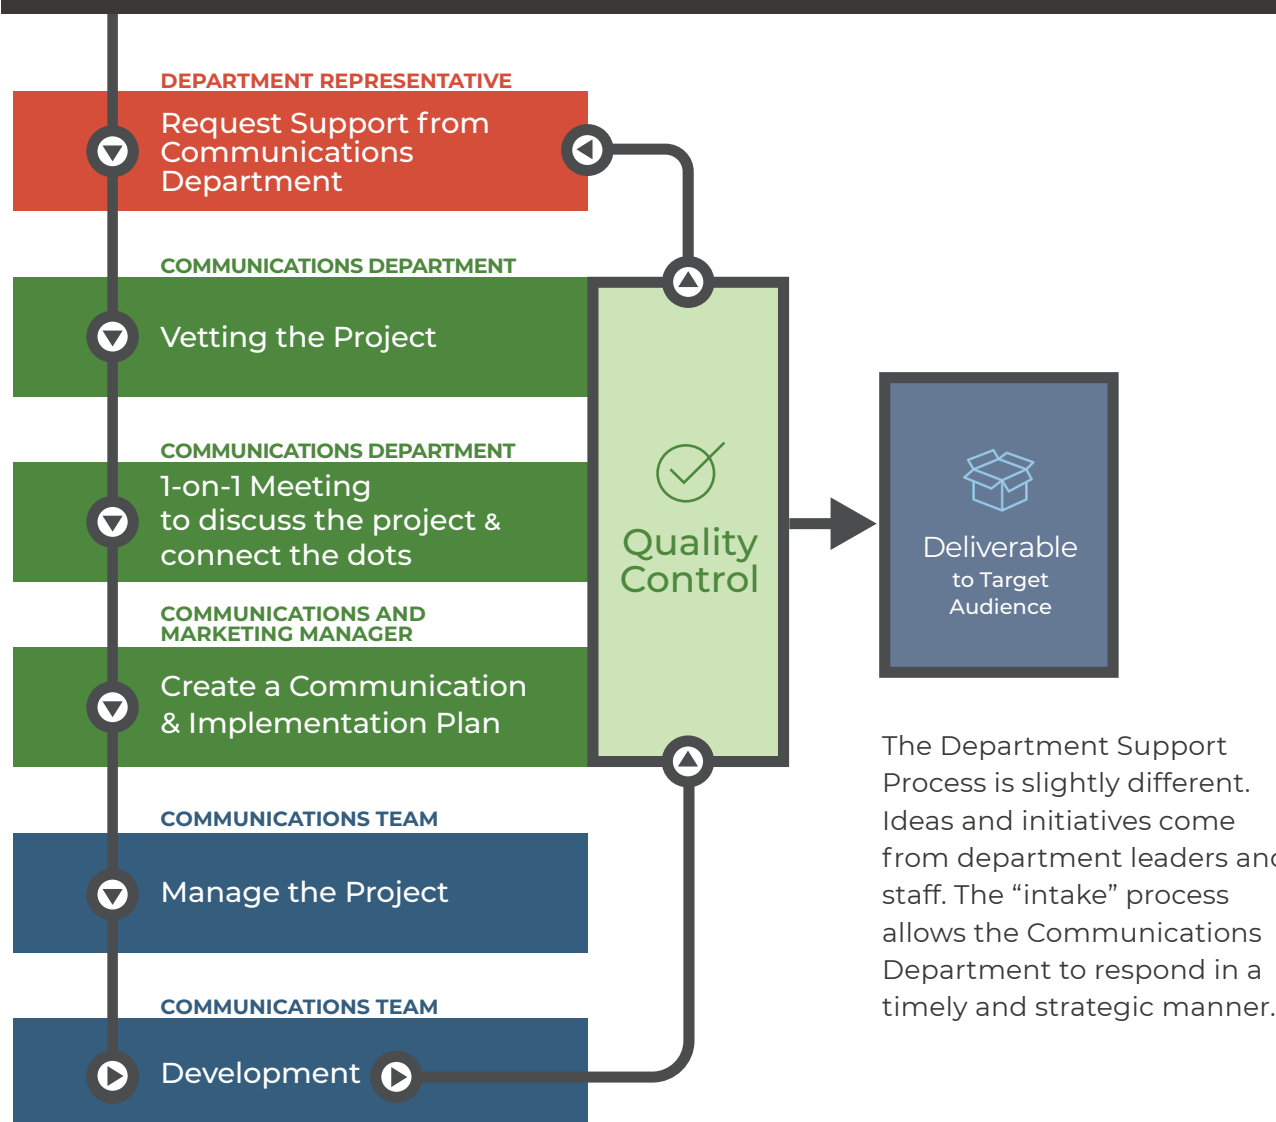 DEPARTMENT REPRESENTATIVE
Request Support from
Communications
Department
COMMUNICATIONS DEPARTMENT
Vetting the Project
COMMUNICATIONS DEPARTMENT
1-on-1 Meeting
to discuss the project &
connect the dots
COMMUNICATIONS AND
MARKETING MANAGER
Create a Communication
& Implementation Plan
COMMUNICATIONS TEAM
Manage the Project
COMMUNICATIONS TEAM
Development
Quality
Control
Deliverable
to Target
Audience
The Department Support
Process is slightly different.
Ideas and initiatives come
from department leaders and
staff. The “intake” process
allows the Communications
Department to respond in a
timely and strategic manner.